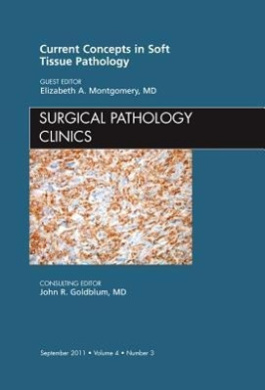 Current Concepts in Soft
Tissue Pathology
GUEST EDITOR
Elizabeth A. Montgomery, MD
SURGICAL PATHOLOGY
CLINICS
CONSULTING EDITOR
John R. Goldblum, MD
September 2011 • Volume 4 • Number 3